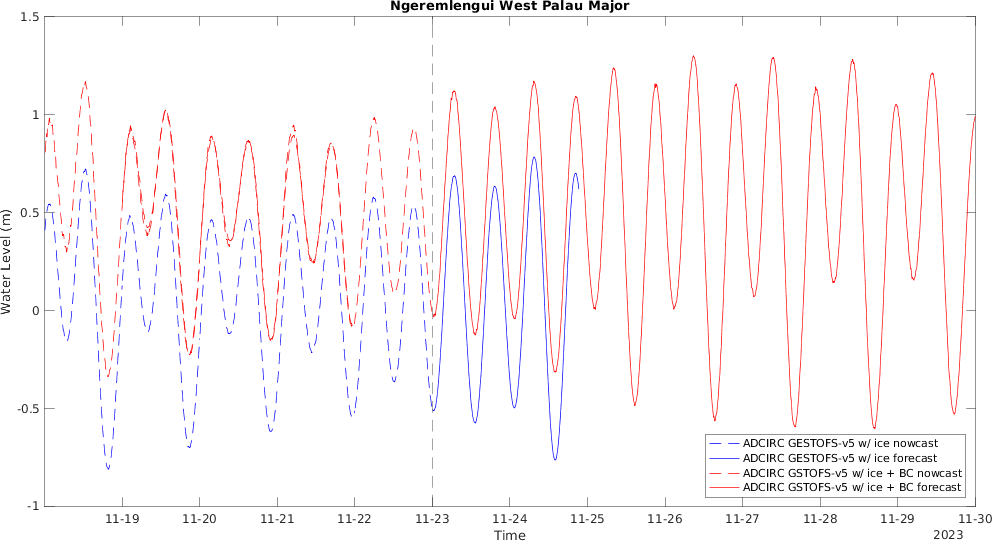 Ngeremlengui West Palau Major
1.5
1
0.5
0
-0.5
-1
Water Level (m)
ADCIRC GESTOFS-v5 w/ ice nowcast
ADCIRC GESTOFS-v5 w/ ice forecast
ADCIRC GSTOFS-v5 w/ ice + BC nowcast
ADCIRC GSTOFS-v5 w/ ice + BC forecast
11-19 11-20 11-21 11-22 11-23 11-24 11-25 11-26 11-27 11-28 11-29 11-30
Time
2023